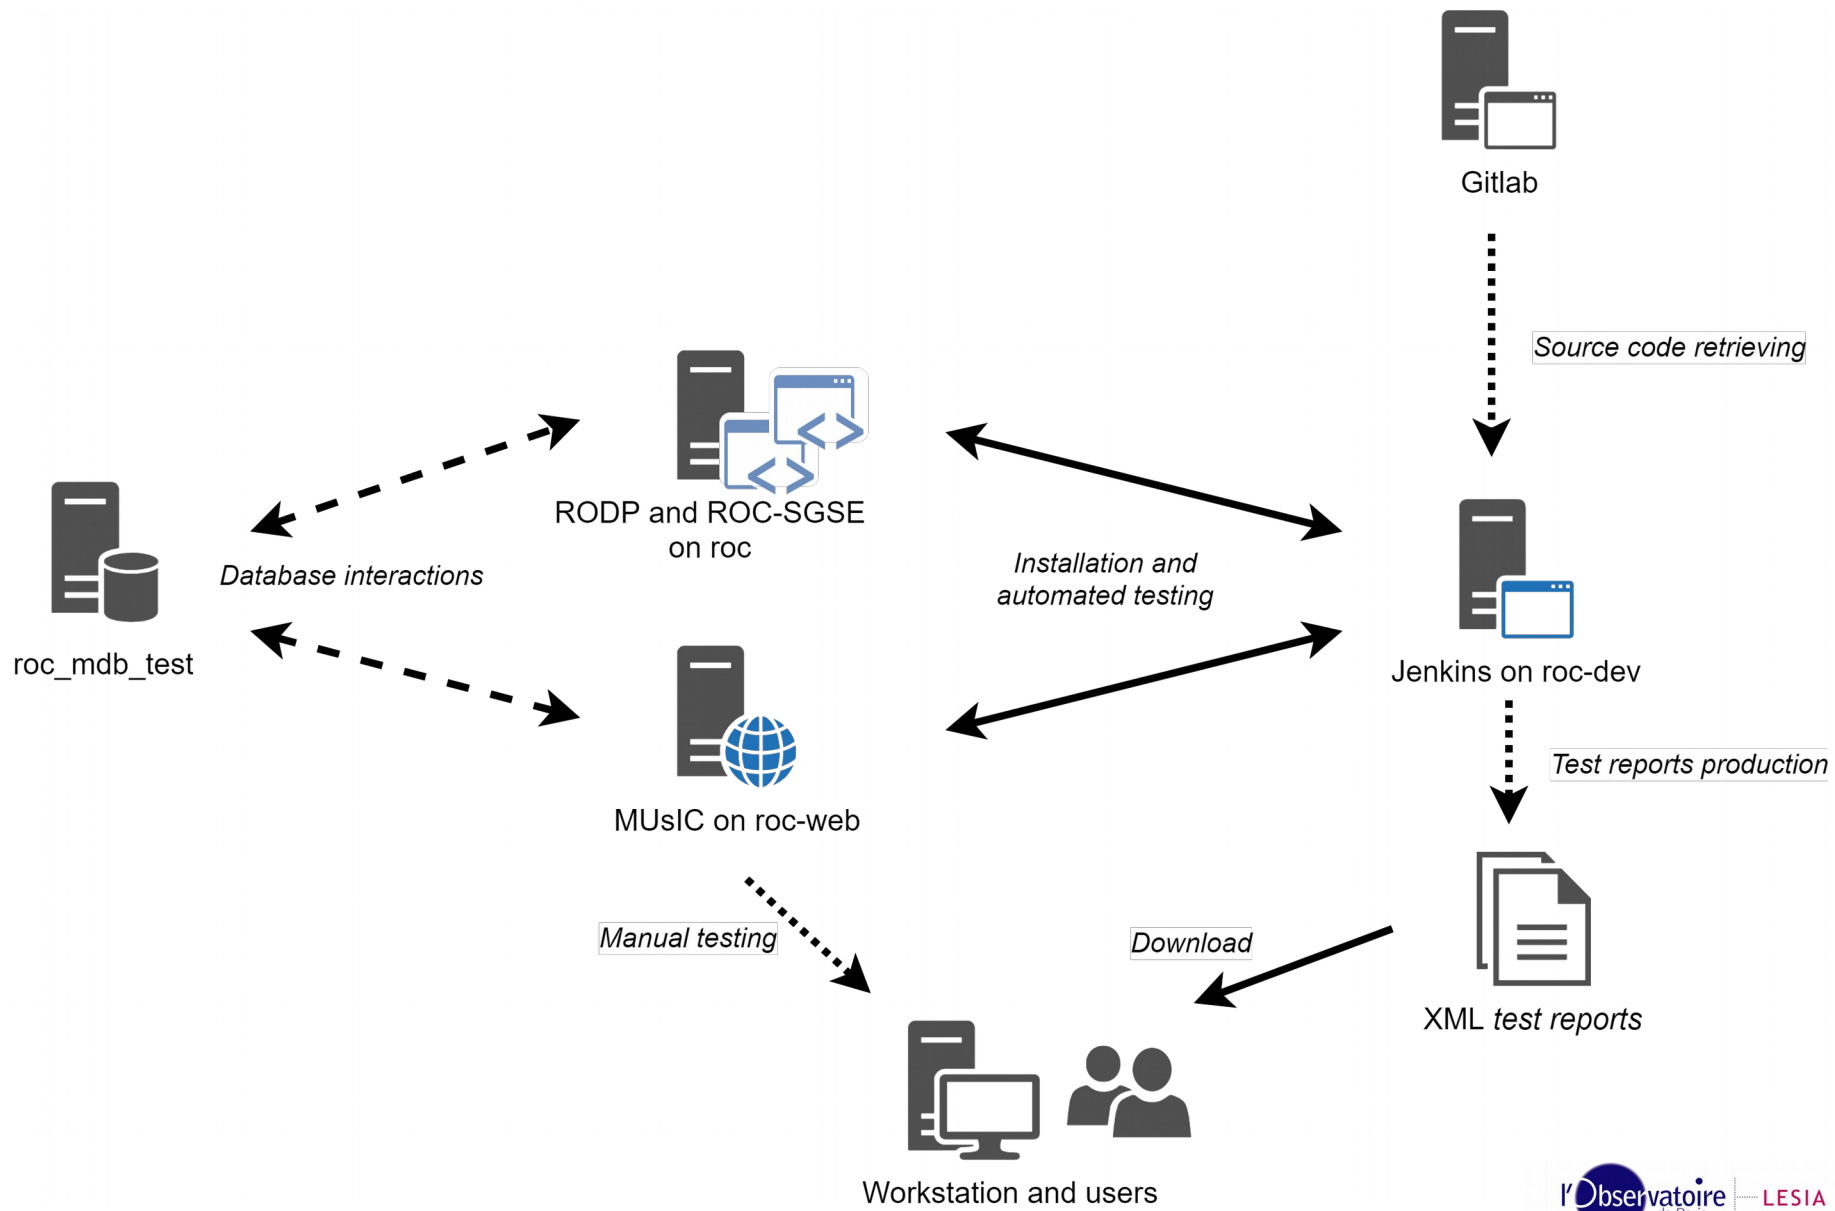 Gitlab
Source code retrieving
RODP and ROC-SGSE
on roc
Database interactions
Installation and
automated testing
roc_mdb_test
Jenkins on roc-dev
MUsIC on roc-web
Test reports production
Manual testing
Download
XML test reports
Workstation and users
l'Observatoire
LESIA